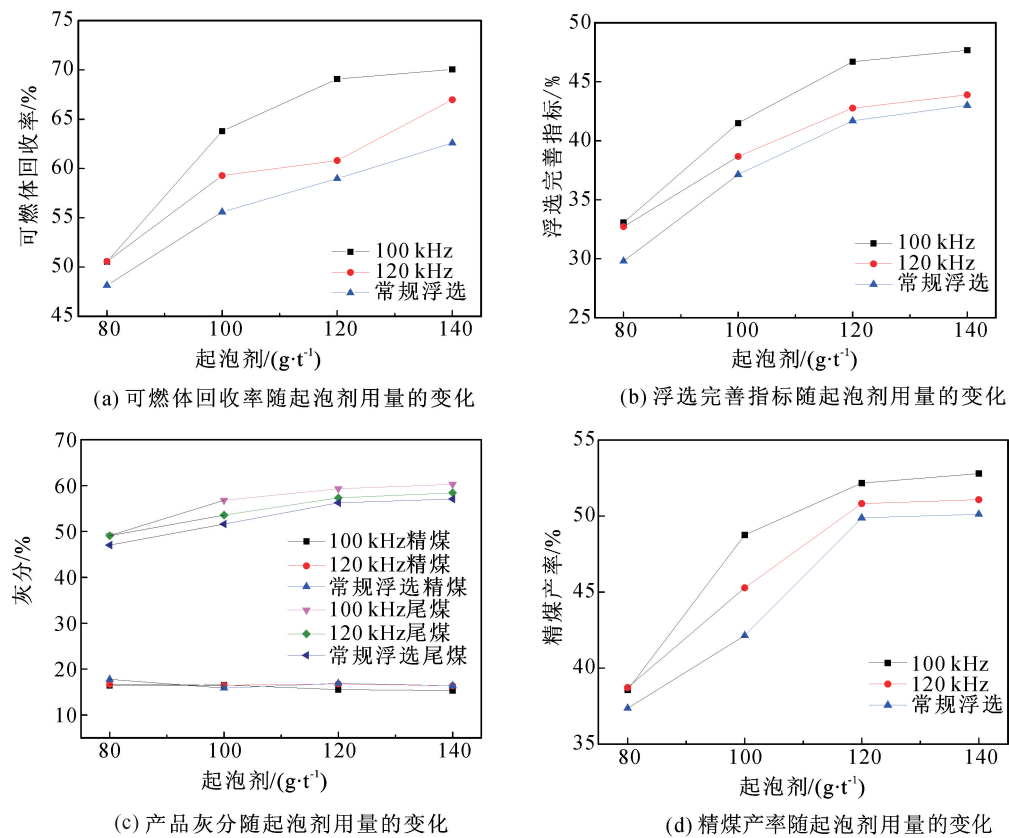 75
70
65
60
55
50
45
可燃体回收率/%
100 kHz
120 kHz
常规浮选
80 100 120 140
起泡剂/(g·t⁻¹)
(a) 可燃体回收率随起泡剂用量的变化
50
45
40
35
30
25
浮选完善指标/%
100 kHz
120 kHz
常规浮选
80 100 120 140
起泡剂/(g·t⁻¹)
(b) 浮选完善指标随起泡剂用量的变化
70
60
50
40
30
20
10
灰分/%
100 kHz精煤
120 kHz精煤
常规浮选精煤
100 kHz尾煤
120 kHz尾煤
常规浮选尾煤
80 100 120 140
起泡剂/(g·t⁻¹)
(c) 产品灰分随起泡剂用量的变化
55
50
45
40
35
精煤产率/%
100 kHz
120 kHz
常规浮选
80 100 120 140
起泡剂/(g·t⁻¹)
(d) 精煤产率随起泡剂用量的变化